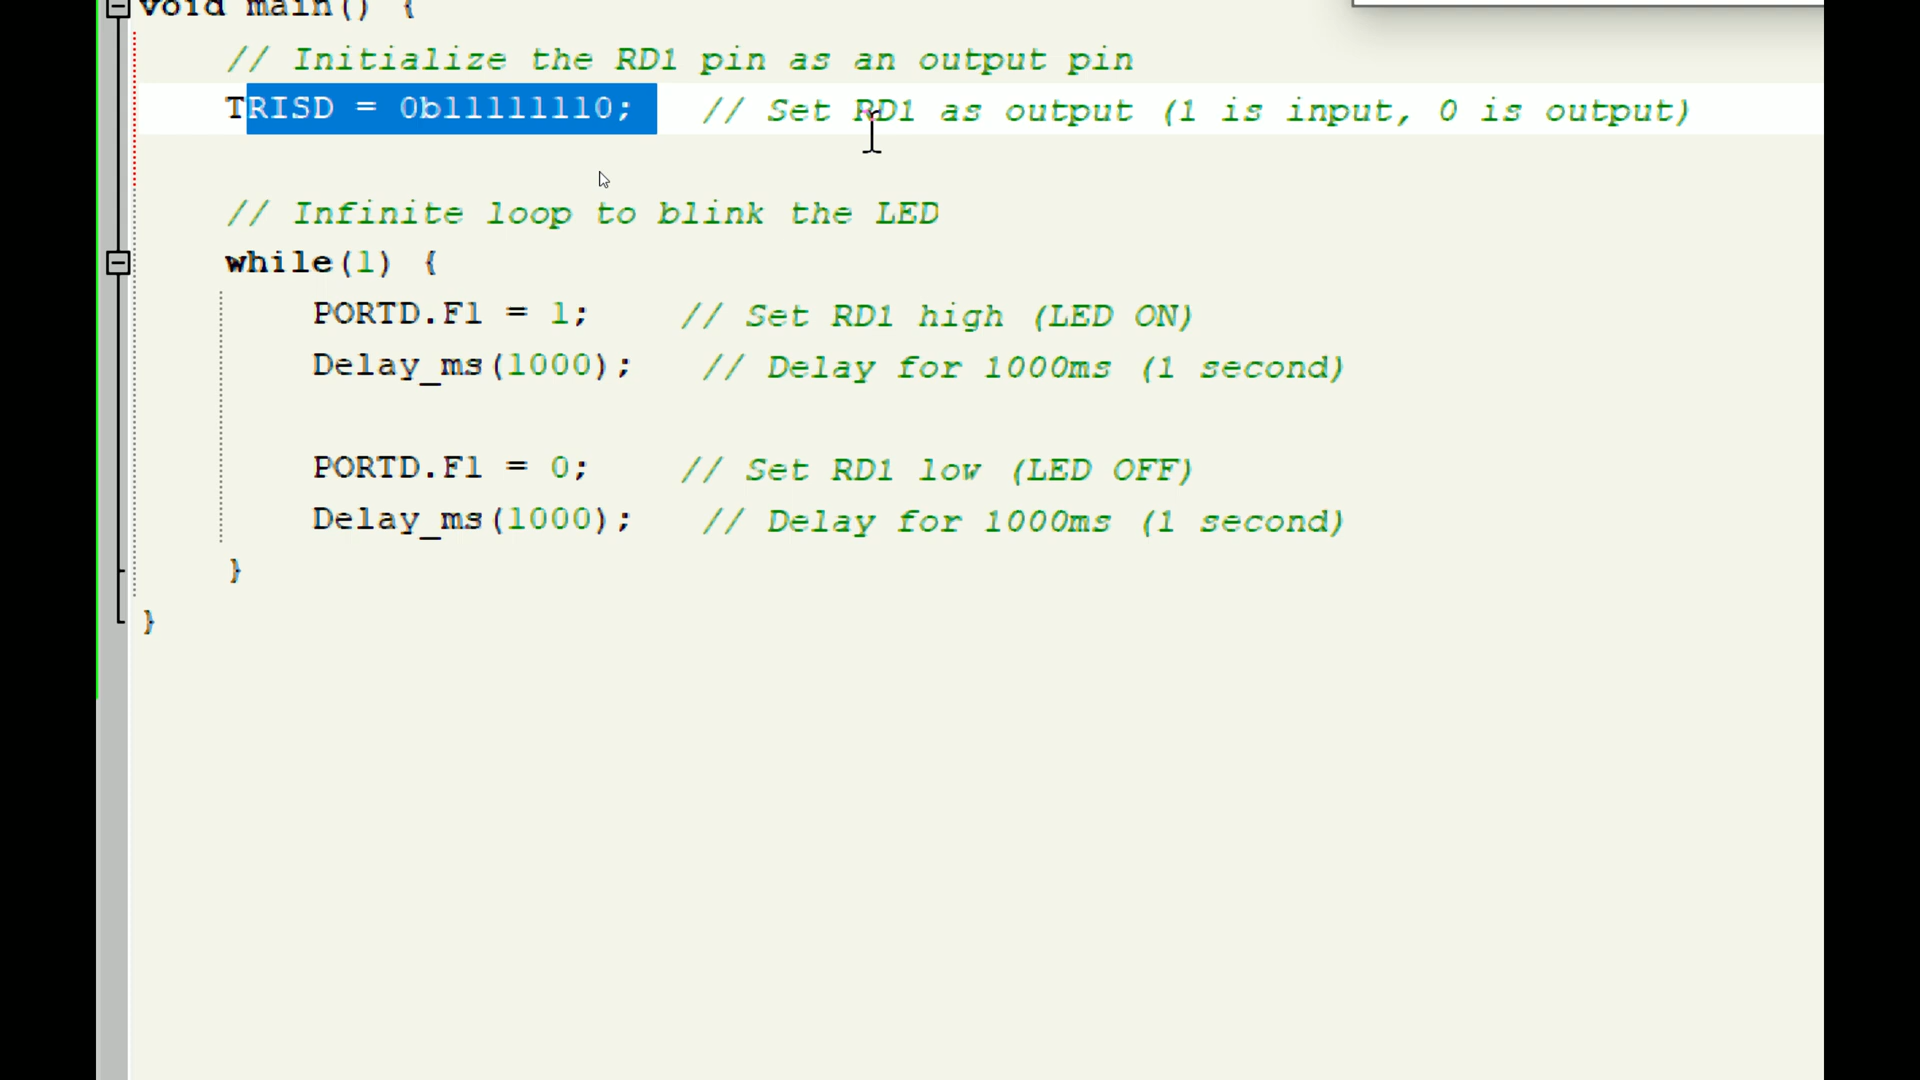 void main() {
// Initialize the RD1 pin as an output pin
TRISD = 0b11111110; // Set RD1 as output (1 is input, 0 is output)
// Infinite loop to blink the LED
while(1) {
PORTD.F1 = 1; // Set RD1 high (LED ON)
Delay_ms(1000); // Delay for 1000ms (1 second)
PORTD.F1 = 0; // Set RD1 low (LED OFF)
Delay_ms(1000); // Delay for 1000ms (1 second)
}
}